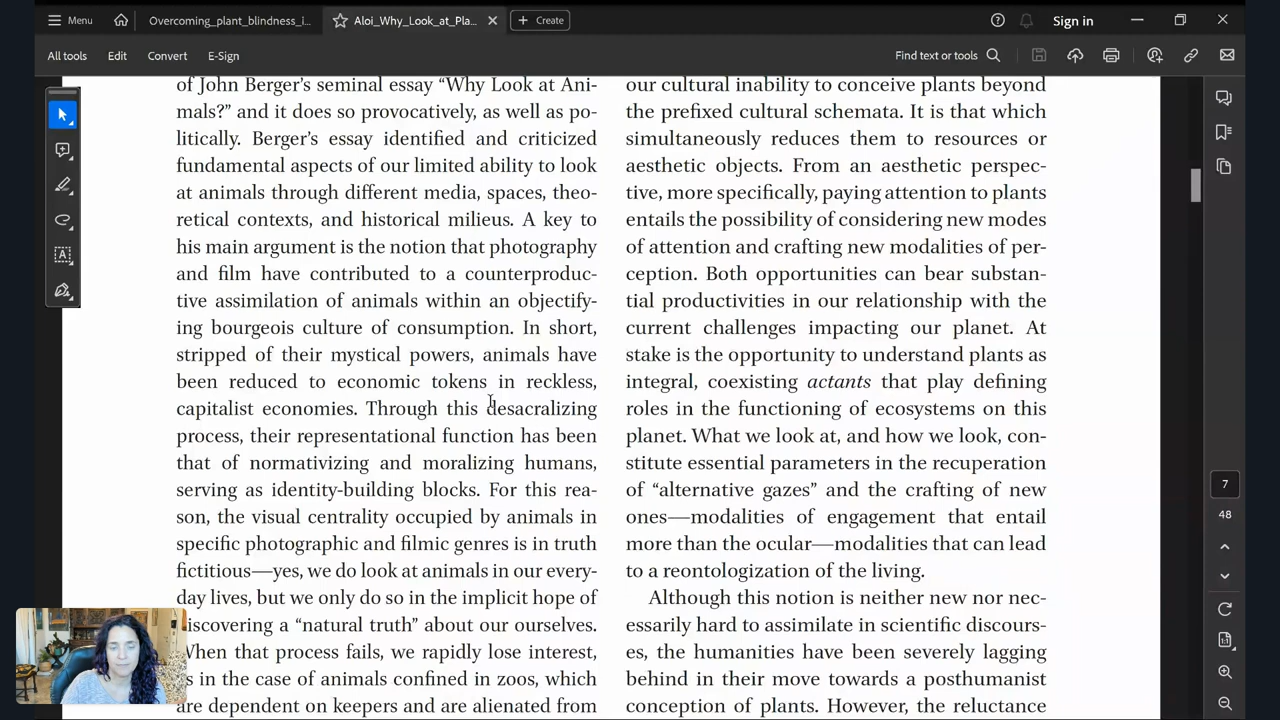 Menu
Overcoming_plant_blindness_i...
Aloi_Why_Look_at_Pla...
Create
Sign in
All tools
Edit
Convert
E-Sign
Find text or tools
of John Berger's seminal essay “Why Look at Ani-
mals?” and it does so provocatively, as well as po-
litically. Berger's essay identified and criticized
fundamental aspects of our limited ability to look
at animals through different media, spaces, theo-
retical contexts, and historical milieus. A key to
his main argument is the notion that photography
and film have contributed to a counterproduc-
tive assimilation of animals within an objectify-
ing bourgeois culture of consumption. In short,
stripped of their mystical powers, animals have
been reduced to economic tokens in reckless,
capitalist economies. Through this desacralizing
process, their representational function has been
that of normativizing and moralizing humans,
serving as identity-building blocks. For this rea-
son, the visual centrality occupied by animals in
specific photographic and filmic genres is in truth
fictitious—yes, we do look at animals in our every-
day lives, but we only do so in the implicit hope of
discovering a “natural truth” about our ourselves.
When that process fails, we rapidly lose interest,
as in the case of animals confined in zoos, which
are dependent on keepers and are alienated from
our cultural inability to conceive plants beyond
the prefixed cultural schemata. It is that which
simultaneously reduces them to resources or
aesthetic objects. From an aesthetic perspec-
tive, more specifically, paying attention to plants
entails the possibility of considering new modes
of attention and crafting new modalities of per-
ception. Both opportunities can bear substan-
tial productivities in our relationship with the
current challenges impacting our planet. At
stake is the opportunity to understand plants as
integral, coexisting actants that play defining
roles in the functioning of ecosystems on this
planet. What we look at, and how we look, con-
stitute essential parameters in the recuperation
of “alternative gazes” and the crafting of new
ones—modalities of engagement that entail
more than the ocular—modalities that can lead
to a reontologization of the living.
Although this notion is neither new nor nec-
essarily hard to assimilate in scientific discours-
es, the humanities have been severely lagging
behind in their move towards a posthumanist
conception of plants. However, the reluctance
7
48